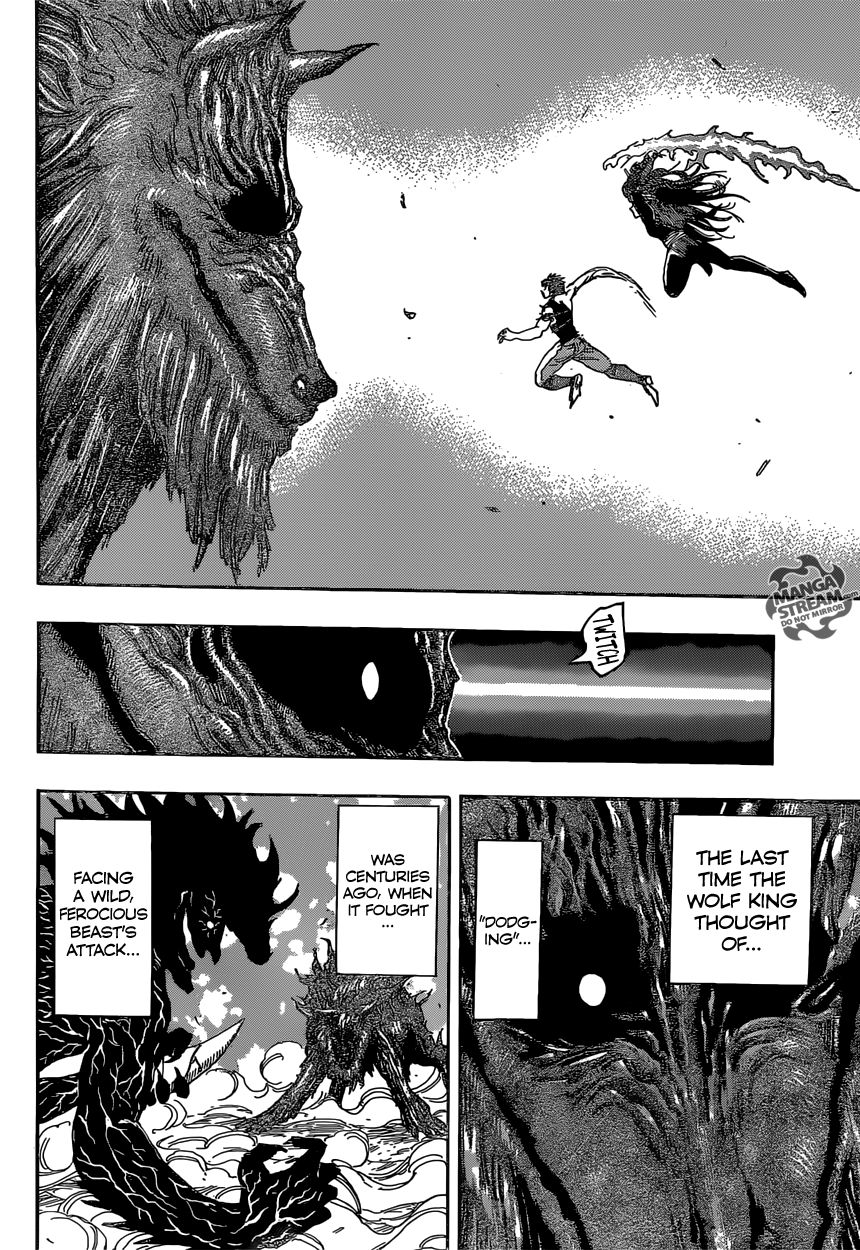 MANGA
STREAM.com
DO NOT MIRROR
TWITCH
THE LAST
TIME THE
WOLF KING
THOUGHT
OF...
"DODG-
ING"...
WAS
CENTURIES
AGO, WHEN
IT FOUGHT
...
FACING
A WILD,
FEROCIOUS
BEAST'S
ATTACK...